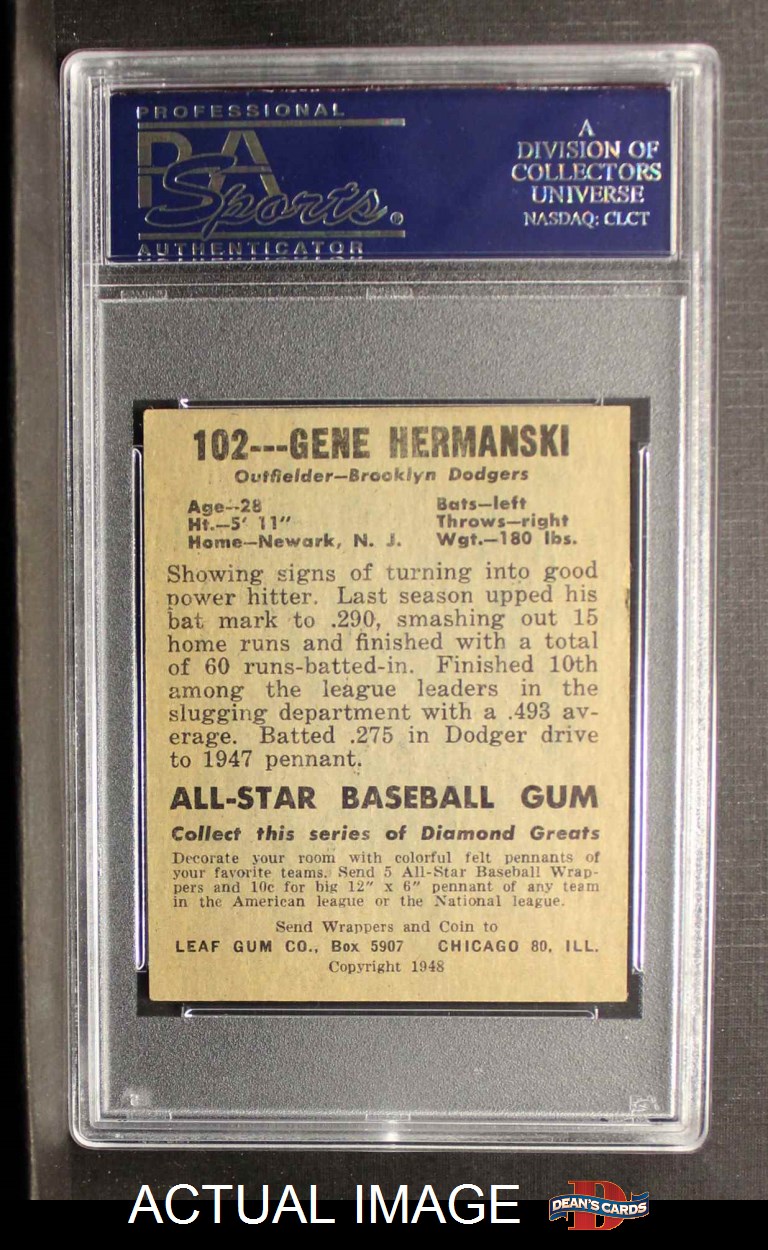 PROFESSIONAL
PSA
Sports®
AUTHENTICATOR
A
DIVISION OF
COLLECTORS
UNIVERSE
NASDAQ: CLCT
102---GENE HERMANSKI
Outfielder—Brooklyn Dodgers
Age--28 Bats—left
Ht.—5' 11" Throws—right
Home—Newark, N. J. Wgt.—180 lbs.
Showing signs of turning into good
power hitter. Last season upped his
bat mark to .290, smashing out 15
home runs and finished with a total
of 60 runs-batted-in. Finished 10th
among the league leaders in the
slugging department with a .493 av-
erage. Batted .275 in Dodger drive
to 1947 pennant.
ALL-STAR BASEBALL GUM
Collect this series of Diamond Greats
Decorate your room with colorful felt pennants of
your favorite teams. Send 5 All-Star Baseball Wrap-
pers and 10c for big 12" x 6" pennant of any team
in the American league or the National league.
Send Wrappers and Coin to
LEAF GUM CO., Box 5907 CHICAGO 80, ILL.
Copyright 1948
ACTUAL IMAGE
DEAN'S CARDS